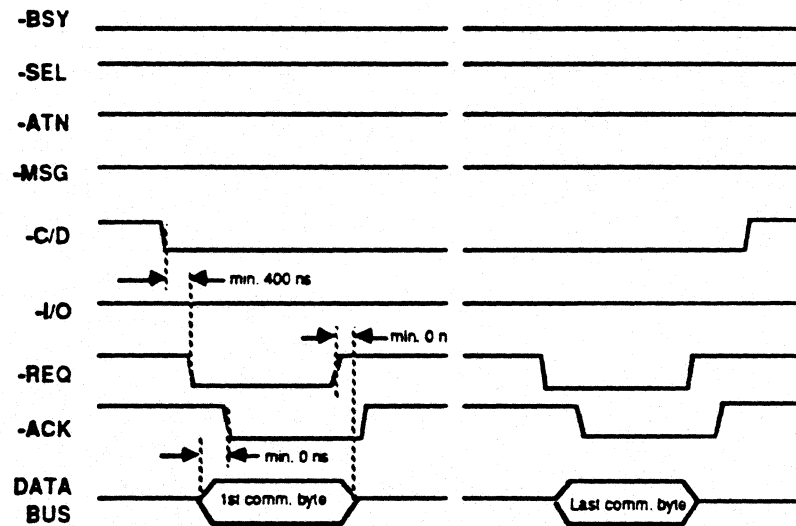 -BSY
-SEL
-ATN
-MSG
-C/D
min. 400 ns
-I/O
min. 0 n
-REQ
-ACK
min. 0 ns
DATA BUS
1st comm. byte
Last comm. byte